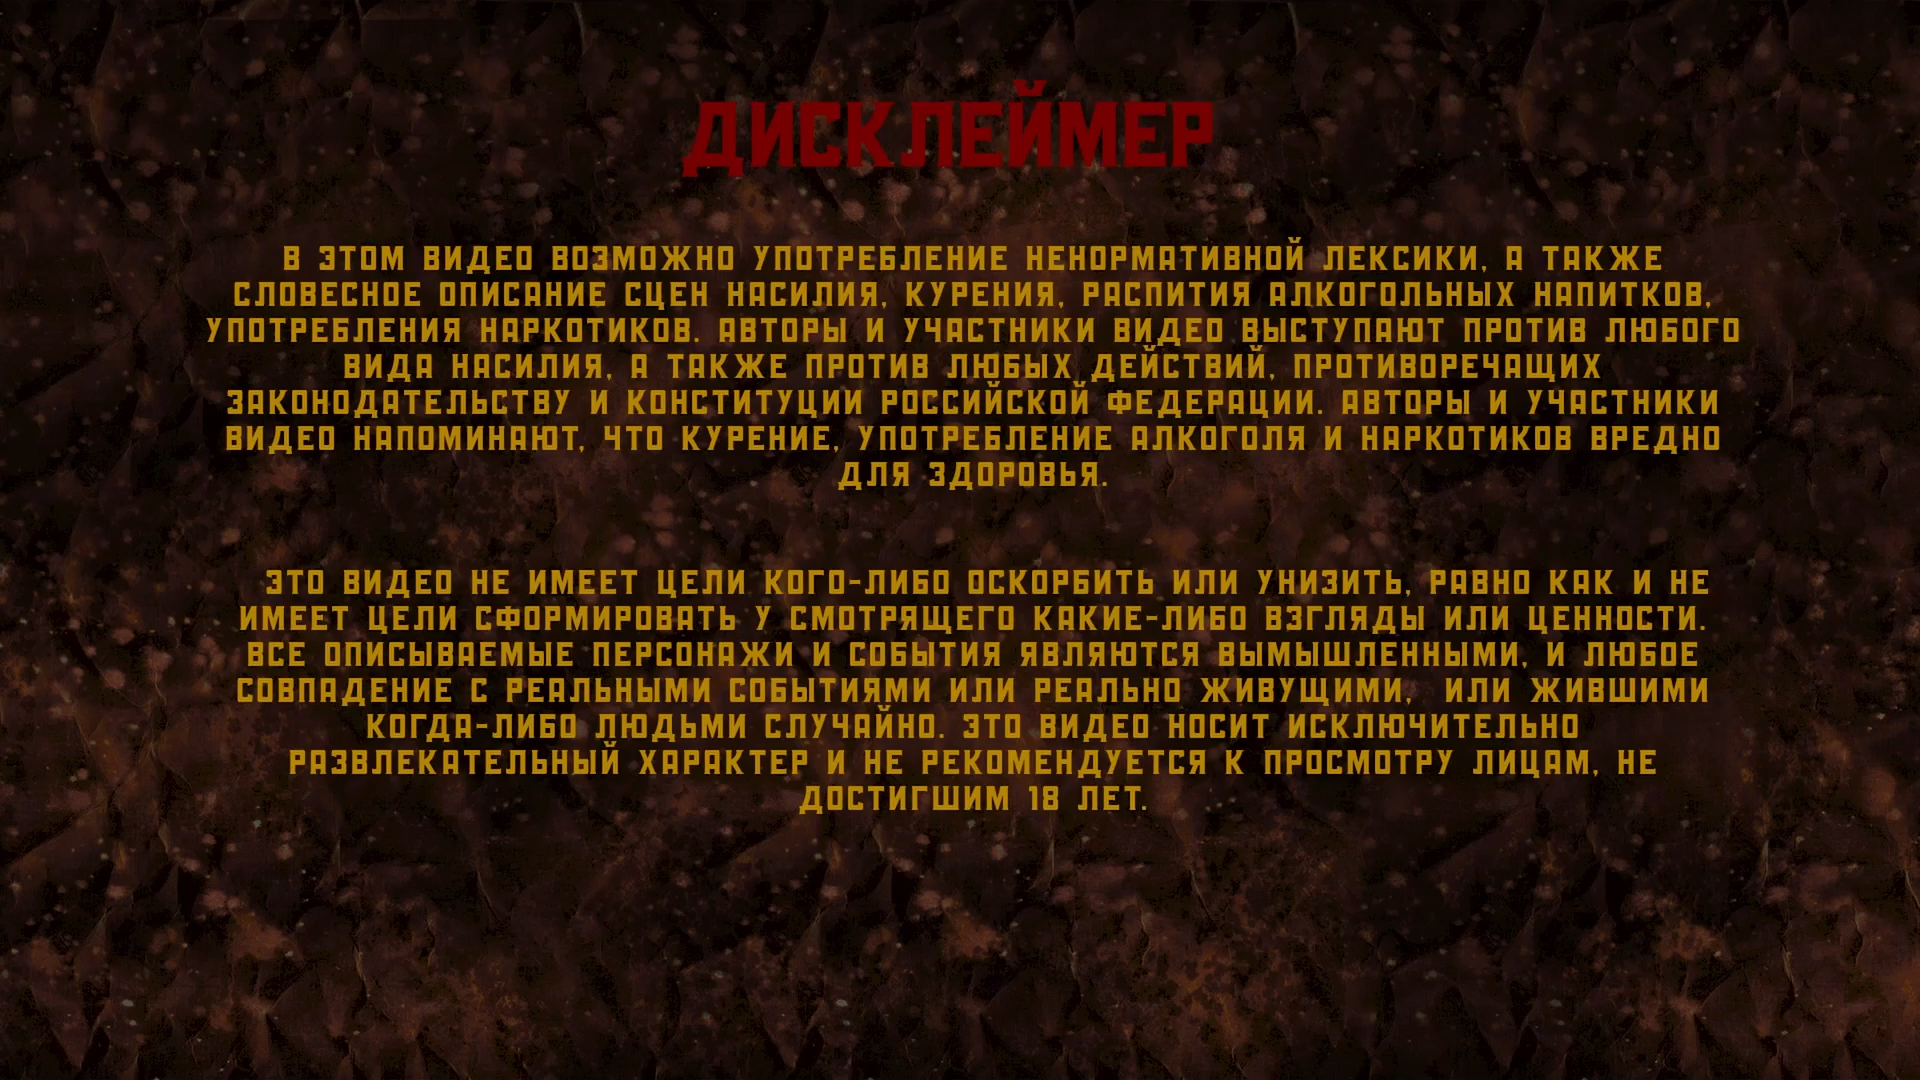 ДИСКЛЕЙМЕР
В ЭТОМ ВИДЕО ВОЗМОЖНО УПОТРЕБЛЕНИЕ НЕНОРМАТИВНОЙ ЛЕКСИКИ, А ТАКЖЕ
СЛОВЕСНОЕ ОПИСАНИЕ СЦЕН НАСИЛИЯ, КУРЕНИЯ, РАСПИТИЯ АЛКОГОЛЬНЫХ НАПИТКОВ,
УПОТРЕБЛЕНИЯ НАРКОТИКОВ. АВТОРЫ И УЧАСТНИКИ ВИДЕО ВЫСТУПАЮТ ПРОТИВ ЛЮБОГО
ВИДА НАСИЛИЯ, А ТАКЖЕ ПРОТИВ ЛЮБЫХ ДЕЙСТВИЙ, ПРОТИВОРЕЧАЩИХ
ЗАКОНОДАТЕЛЬСТВУ И КОНСТИТУЦИИ РОССИЙСКОЙ ФЕДЕРАЦИИ. АВТОРЫ И УЧАСТНИКИ
ВИДЕО НАПОМИНАЮТ, ЧТО КУРЕНИЕ, УПОТРЕБЛЕНИЕ АЛКОГОЛЯ И НАРКОТИКОВ ВРЕДНО
ДЛЯ ЗДОРОВЬЯ.
ЭТО ВИДЕО НЕ ИМЕЕТ ЦЕЛИ КОГО-ЛИБО ОСКОРБИТЬ ИЛИ УНИЗИТЬ, РАВНО КАК И НЕ
ИМЕЕТ ЦЕЛИ СФОРМИРОВАТЬ У СМОТРЯЩЕГО КАКИЕ-ЛИБО ВЗГЛЯДЫ ИЛИ ЦЕННОСТИ.
ВСЕ ОПИСЫВАЕМЫЕ ПЕРСОНАЖИ И СОБЫТИЯ ЯВЛЯЮТСЯ ВЫМЫШЛЕННЫМИ, И ЛЮБОЕ
СОВПАДЕНИЕ С РЕАЛЬНЫМИ СОБЫТИЯМИ ИЛИ РЕАЛЬНО ЖИВУЩИМИ, ИЛИ ЖИВШИМИ
КОГДА-ЛИБО ЛЮДЬМИ СЛУЧАЙНО. ЭТО ВИДЕО НОСИТ ИСКЛЮЧИТЕЛЬНО
РАЗВЛЕКАТЕЛЬНЫЙ ХАРАКТЕР И НЕ РЕКОМЕНДУЕТСЯ К ПРОСМОТРУ ЛИЦАМ, НЕ
ДОСТИГШИМ 18 ЛЕТ.